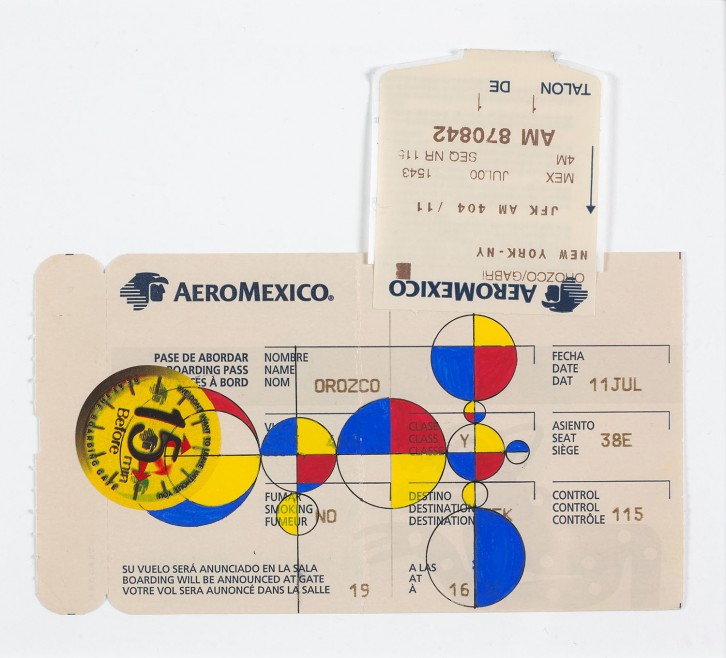 TALON DE
AM 870842
4M SEQ NR 115
MEX JUL00 1543
JFK AM 404 /11
NEW YORK-NY
OROZCO/GABRI
AEROMEXICO
AEROMEXICO.
PASE DE ABORDAR
BOARDING PASS
ACCÈS À BORD
NOMBRE
NAME
NOM OROZCO
FECHA
DATE
DAT 11JUL
15
min
Before
CLASE
CLASS
CLASSE Y
ASIENTO
SEAT
SIÈGE 38E
FUMAR
SMOKING
FUMEUR NO
DESTINO
DESTINATION
DESTINATION
CONTROL
CONTROL
CONTRÔLE 115
SU VUELO SERÁ ANUNCIADO EN LA SALA
BOARDING WILL BE ANNOUNCED AT GATE
VOTRE VOL SERA AUNONCÉ DANS LA SALLE 19
A LAS
AT
À 16